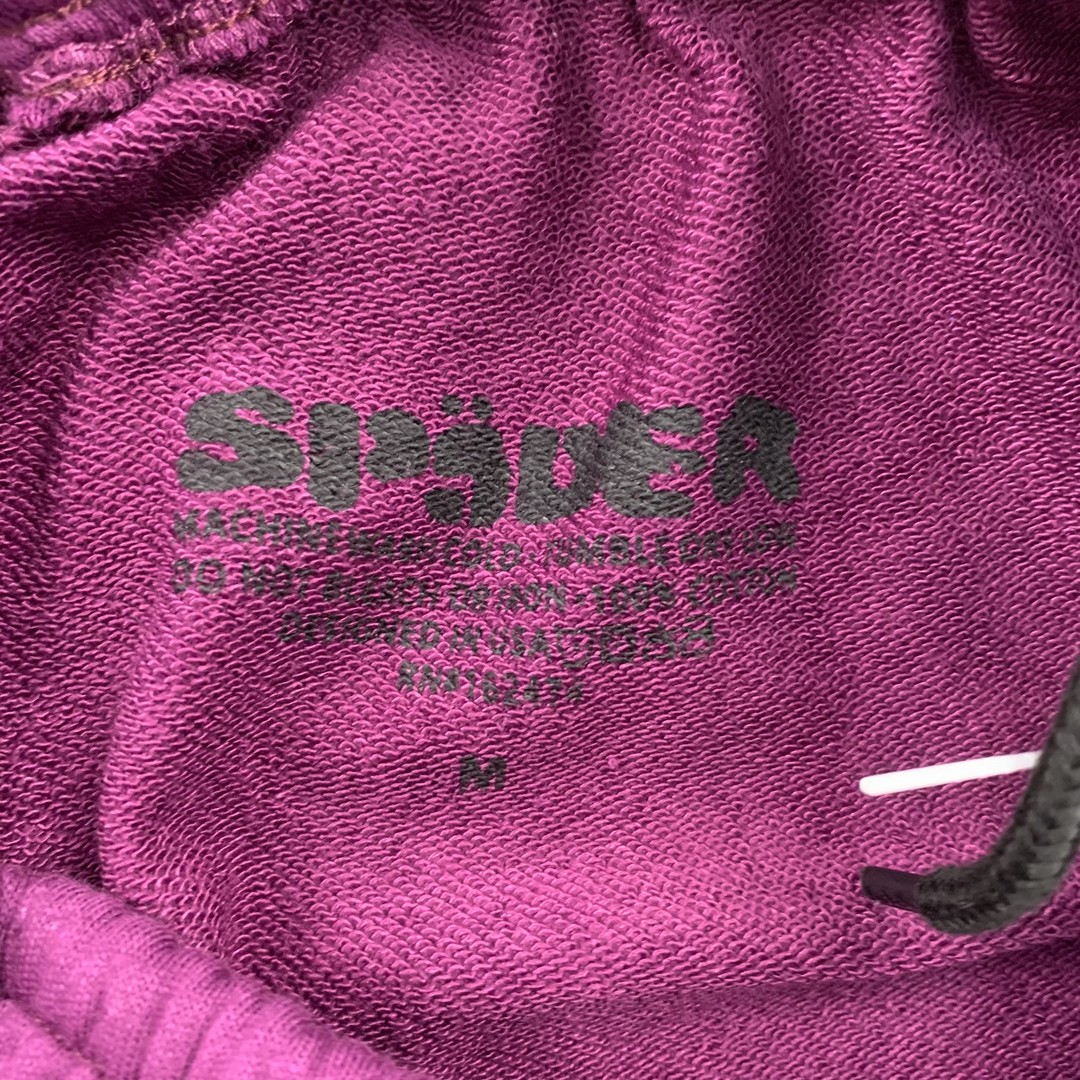 SP5DER
MACHINE WASH COLD · TUMBLE DRY LOW
DO NOT BLEACH OR IRON · 100% COTTON
DESIGNED IN USA
M